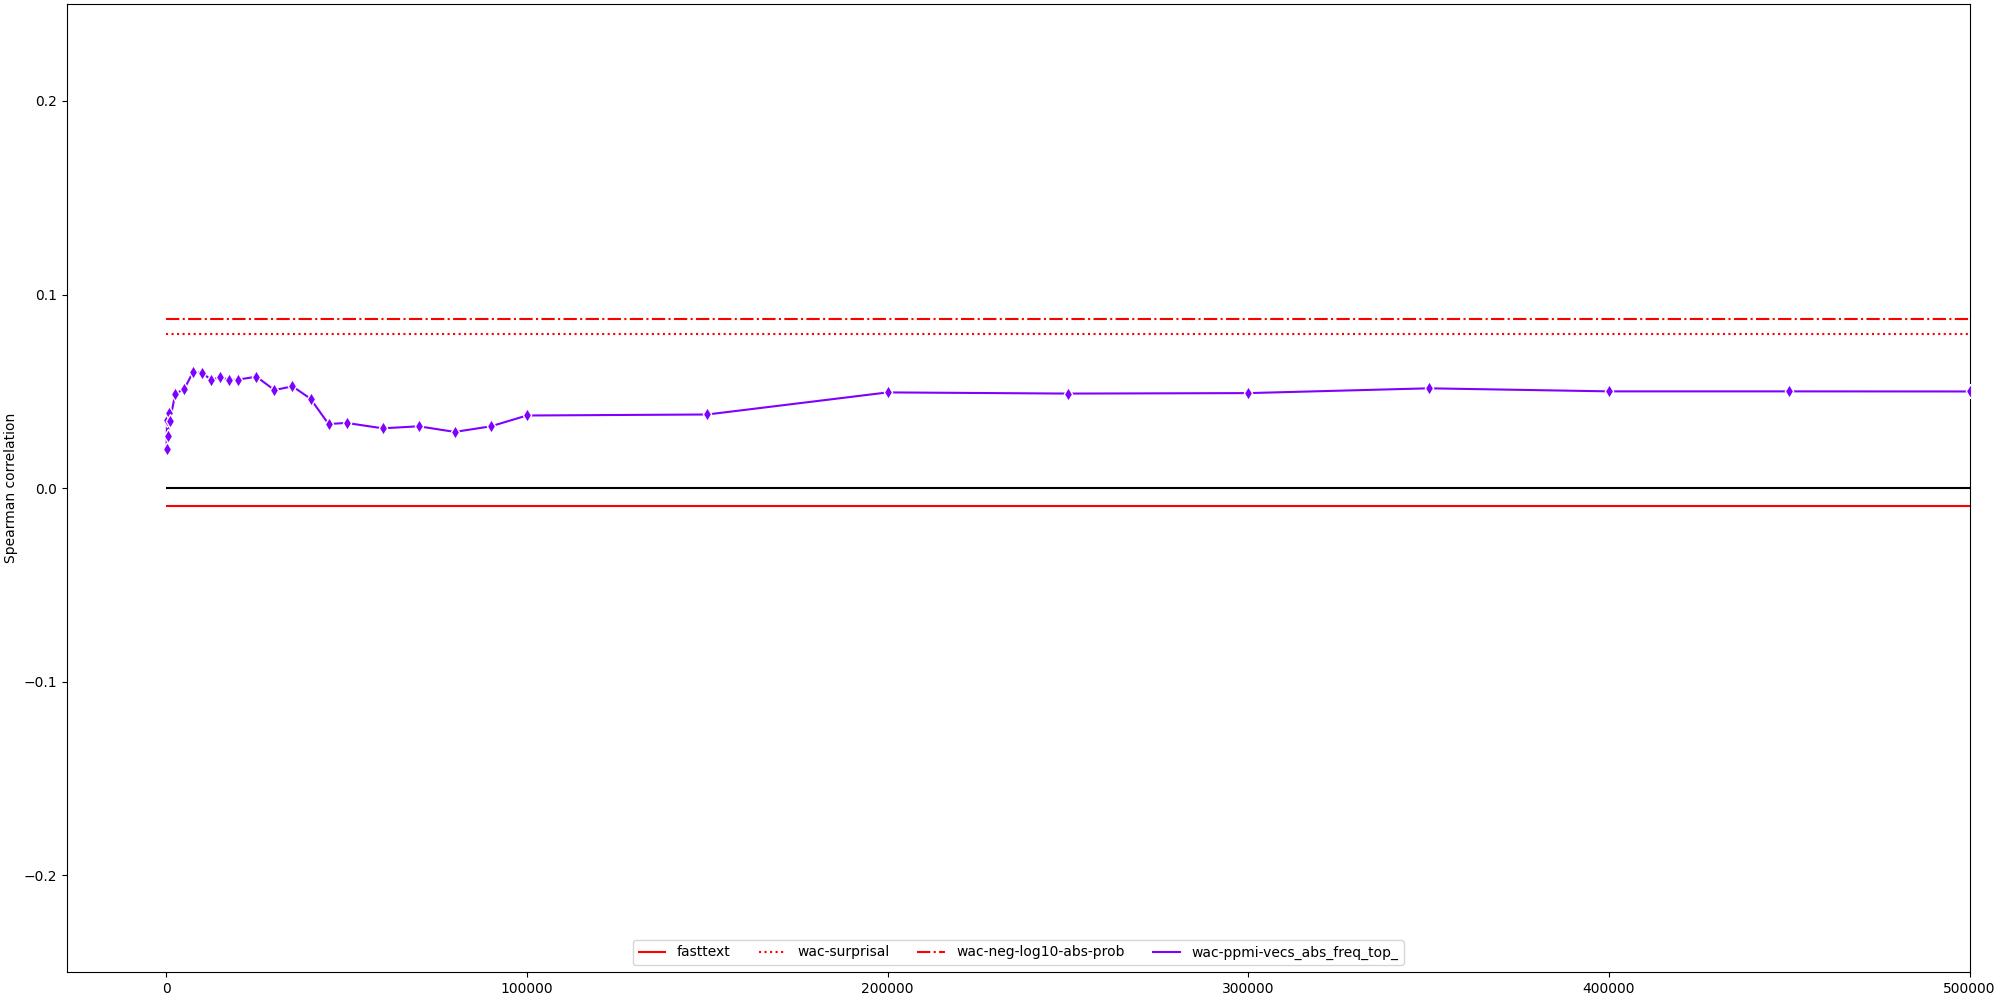 Spearman correlation
0.2
0.1
0.0
−0.1
−0.2
fasttext wac-surprisal wac-neg-log10-abs-prob wac-ppmi-vecs_abs_freq_top_
0 100000 200000 300000 400000 500000